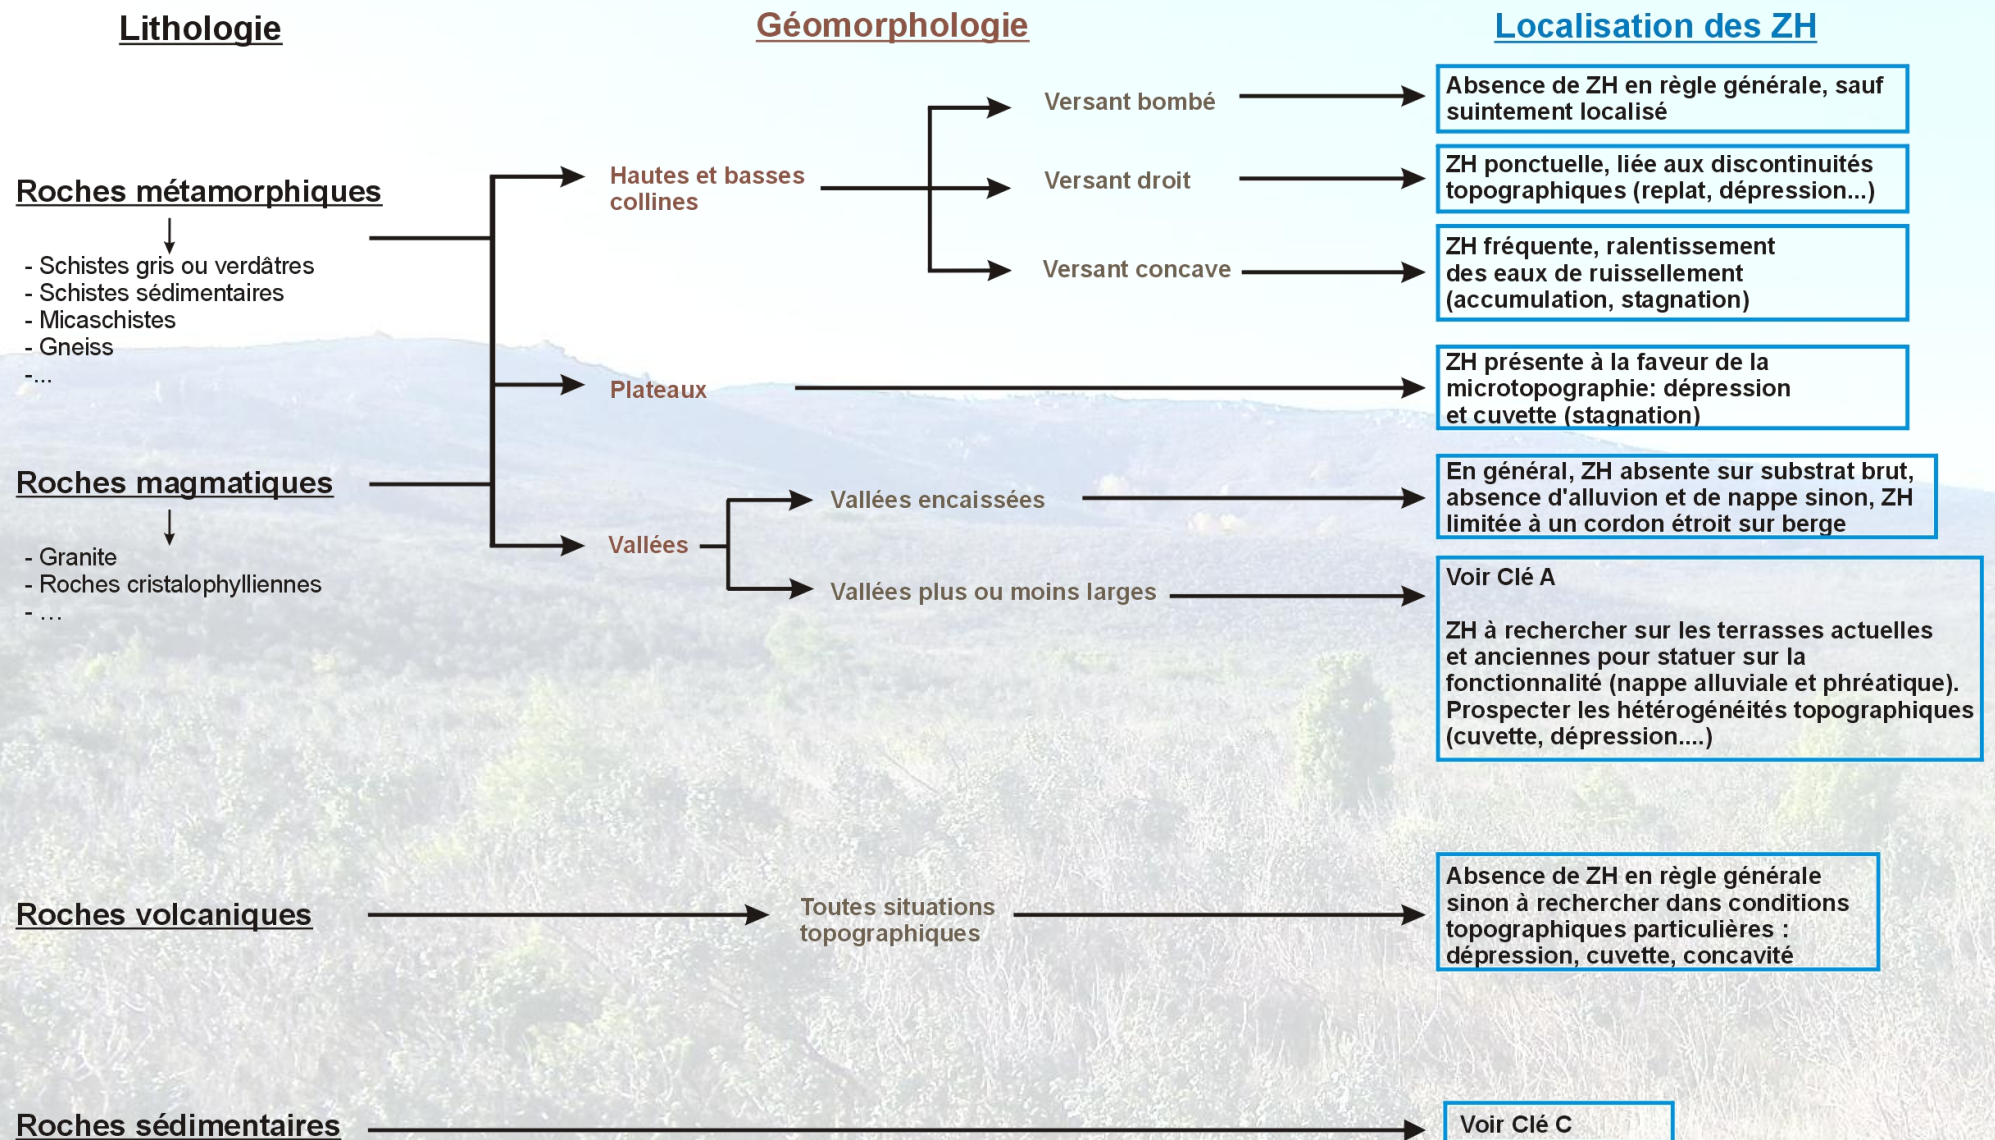 Lithologie
Géomorphologie
Localisation des ZH
Roches métamorphiques
- Schistes gris ou verdâtres
- Schistes sédimentaires
- Micaschistes
- Gneiss
-...
Roches magmatiques
- Granite
- Roches cristalophylliennes
- ...
Hautes et basses
collines
Versant bombé
Absence de ZH en règle générale, sauf
suintement localisé
Versant droit
ZH ponctuelle, liée aux discontinuités
topographiques (replat, dépression...)
Versant concave
ZH fréquente, ralentissement
des eaux de ruissellement
(accumulation, stagnation)
Plateaux
ZH présente à la faveur de la
microtopographie: dépression
et cuvette (stagnation)
Vallées
Vallées encaissées
En général, ZH absente sur substrat brut,
absence d'alluvion et de nappe sinon, ZH
limitée à un cordon étroit sur berge
Vallées plus ou moins larges
Voir Clé A
ZH à rechercher sur les terrasses actuelles
et anciennes pour statuer sur la
fonctionnalité (nappe alluviale et phréatique).
Prospecter les hétérogénéités topographiques
(cuvette, dépression....)
Roches volcaniques
Toutes situations
topographiques
Absence de ZH en règle générale
sinon à rechercher dans conditions
topographiques particulières :
dépression, cuvette, concavité
Roches sédimentaires
Voir Clé C